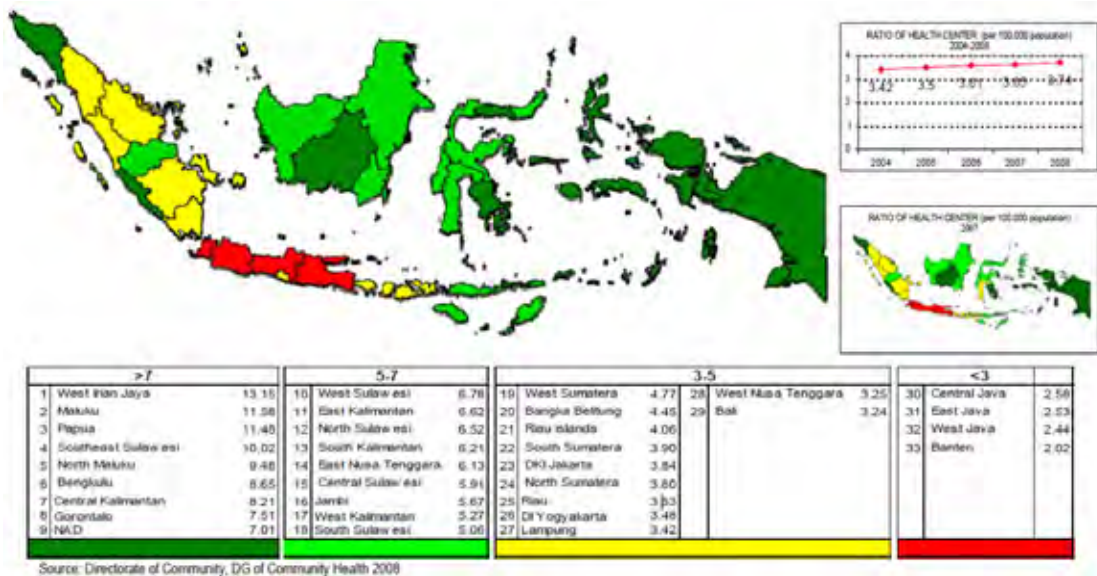 RATIO OF HEALTH CENTER (per 100,000 population)
2004-2008
4
3
2
1
0
3.42
3.5
3.61
3.74
2004
2005
2006
2007
2008
RATIO OF HEALTH CENTER (per 100,000 population)
2007
>7
1 West Irian Jaya 13.15
2 Maluku 11.58
3 Papua 11.48
4 Southeast Sulawesi 10.02
5 North Maluku 9.48
6 Bengkulu 8.65
7 Central Kalimantan 8.21
8 Gorontalo 7.51
9 NAD 7.01
5-7
10 West Sulawesi 6.78
11 East Kalimantan 6.62
12 North Sulawesi 6.52
13 South Kalimantan 6.21
14 East Nusa Tenggara 6.13
15 Central Sulawesi 5.91
16 Jambi 5.67
17 West Kalimantan 5.27
18 South Sulawesi 5.06
3-5
19 West Sumatera 4.77
20 Bangka Belitung 4.45
21 Riau islands 4.06
22 South Sumatera 3.90
23 DKI Jakarta 3.84
24 North Sumatera 3.80
25 Riau 3.63
26 DI Yogyakarta 3.48
27 Lampung 3.42
28 West Nusa Tenggara 3.25
29 Bali 3.24
<3
30 Central Java 2.58
31 East Java 2.53
32 West Java 2.44
33 Banten 2.02
Source: Directorate of Community, DG of Community Health 2008